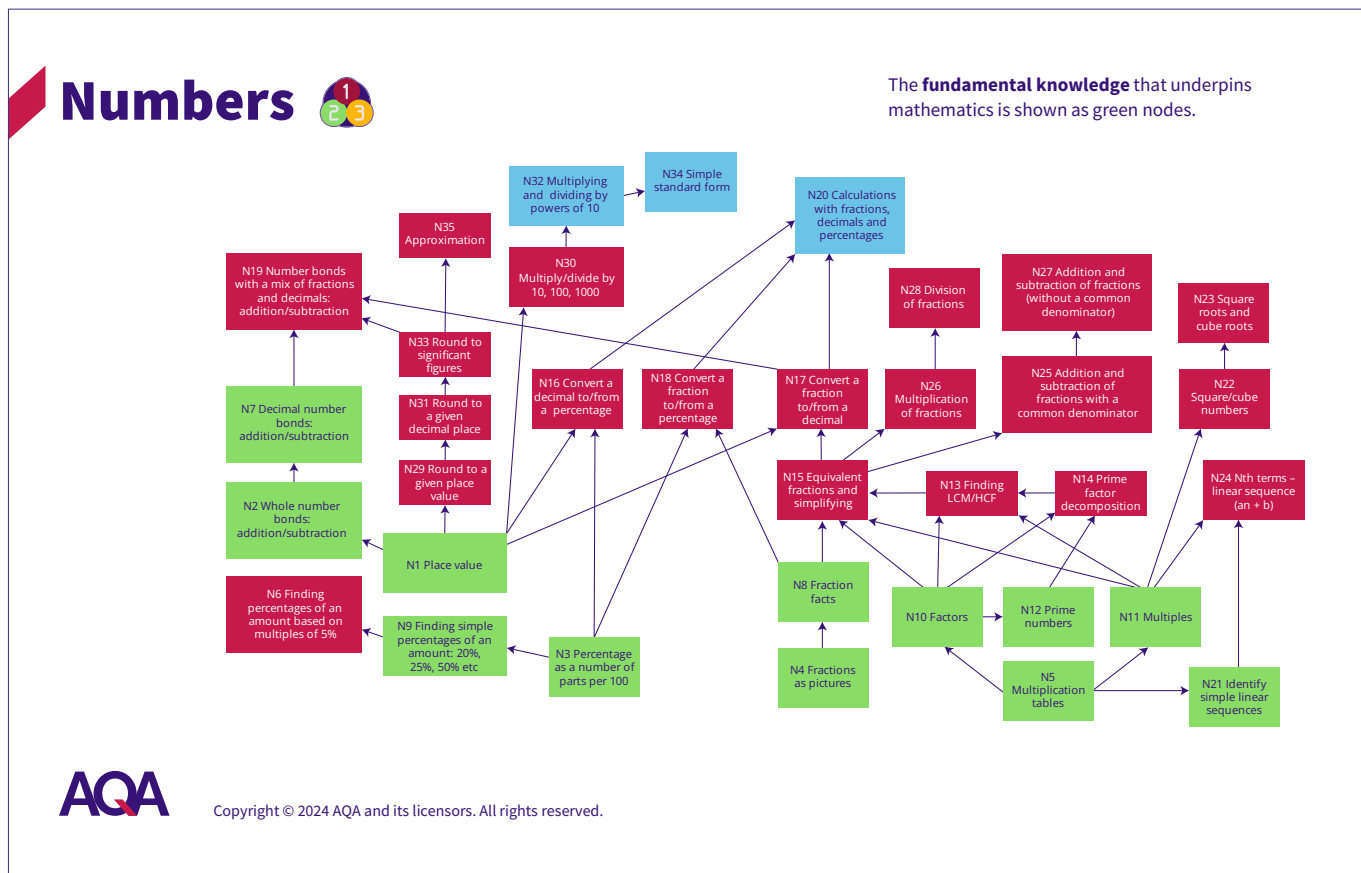 Numbers
1
2 3
The fundamental knowledge that underpins
mathematics is shown as green nodes.
N34 Simple
standard form
N32 Multiplying
and dividing by
powers of 10
N20 Calculations
with fractions,
decimals and
percentages
N35
Approximation
N19 Number bonds
with a mix of fractions
and decimals:
addition/subtraction
N30
Multiply/divide by
10, 100, 1000
N28 Division
of fractions
N27 Addition and
subtraction of fractions
(without a common
denominator)
N23 Square
roots and
cube roots
N33 Round to
significant
figures
N16 Convert a
decimal to/from
a percentage
N18 Convert a
fraction
to/from a
percentage
N17 Convert a
fraction
to/from a
decimal
N26
Multiplication
of fractions
N25 Addition and
subtraction of
fractions with a
common denominator
N22
Square/cube
numbers
N7 Decimal number
bonds:
addition/subtraction
N31 Round to
a given
decimal place
N29 Round to a
given place
value
N15 Equivalent
fractions and
simplifying
N13 Finding
LCM/HCF
N14 Prime
factor
decomposition
N24 Nth terms –
linear sequence
(an + b)
N2 Whole number
bonds:
addition/subtraction
N1 Place value
N8 Fraction
facts
N10 Factors
N12 Prime
numbers
N11 Multiples
N6 Finding
percentages of an
amount based on
multiples of 5%
N9 Finding simple
percentages of an
amount: 20%,
25%, 50% etc
N3 Percentage
as a number of
parts per 100
N4 Fractions
as pictures
N5
Multiplication
tables
N21 Identify
simple linear
sequences
AQA
Copyright © 2024 AQA and its licensors. All rights reserved.